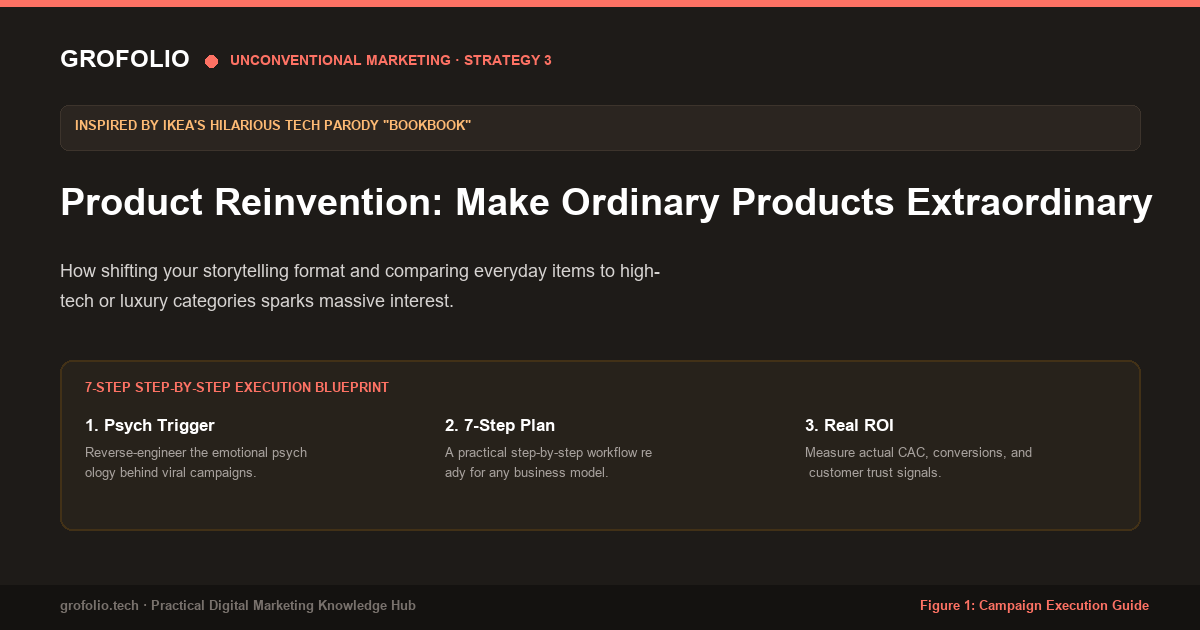 GROFOLIO
UNCONVENTIONAL MARKETING · STRATEGY 3
INSPIRED BY IKEA'S HILARIOUS TECH PARODY "BOOKBOOK"
Product Reinvention: Make Ordinary Products Extraordinary
How shifting your storytelling format and comparing everyday items to high-
tech or luxury categories sparks massive interest.
7-STEP STEP-BY-STEP EXECUTION BLUEPRINT
1. Psych Trigger
Reverse-engineer the emotional psych
ology behind viral campaigns.
2. 7-Step Plan
A practical step-by-step workflow re
ady for any business model.
3. Real ROI
Measure actual CAC, conversions, and
customer trust signals.
grofolio.tech · Practical Digital Marketing Knowledge Hub
Figure 1: Campaign Execution Guide